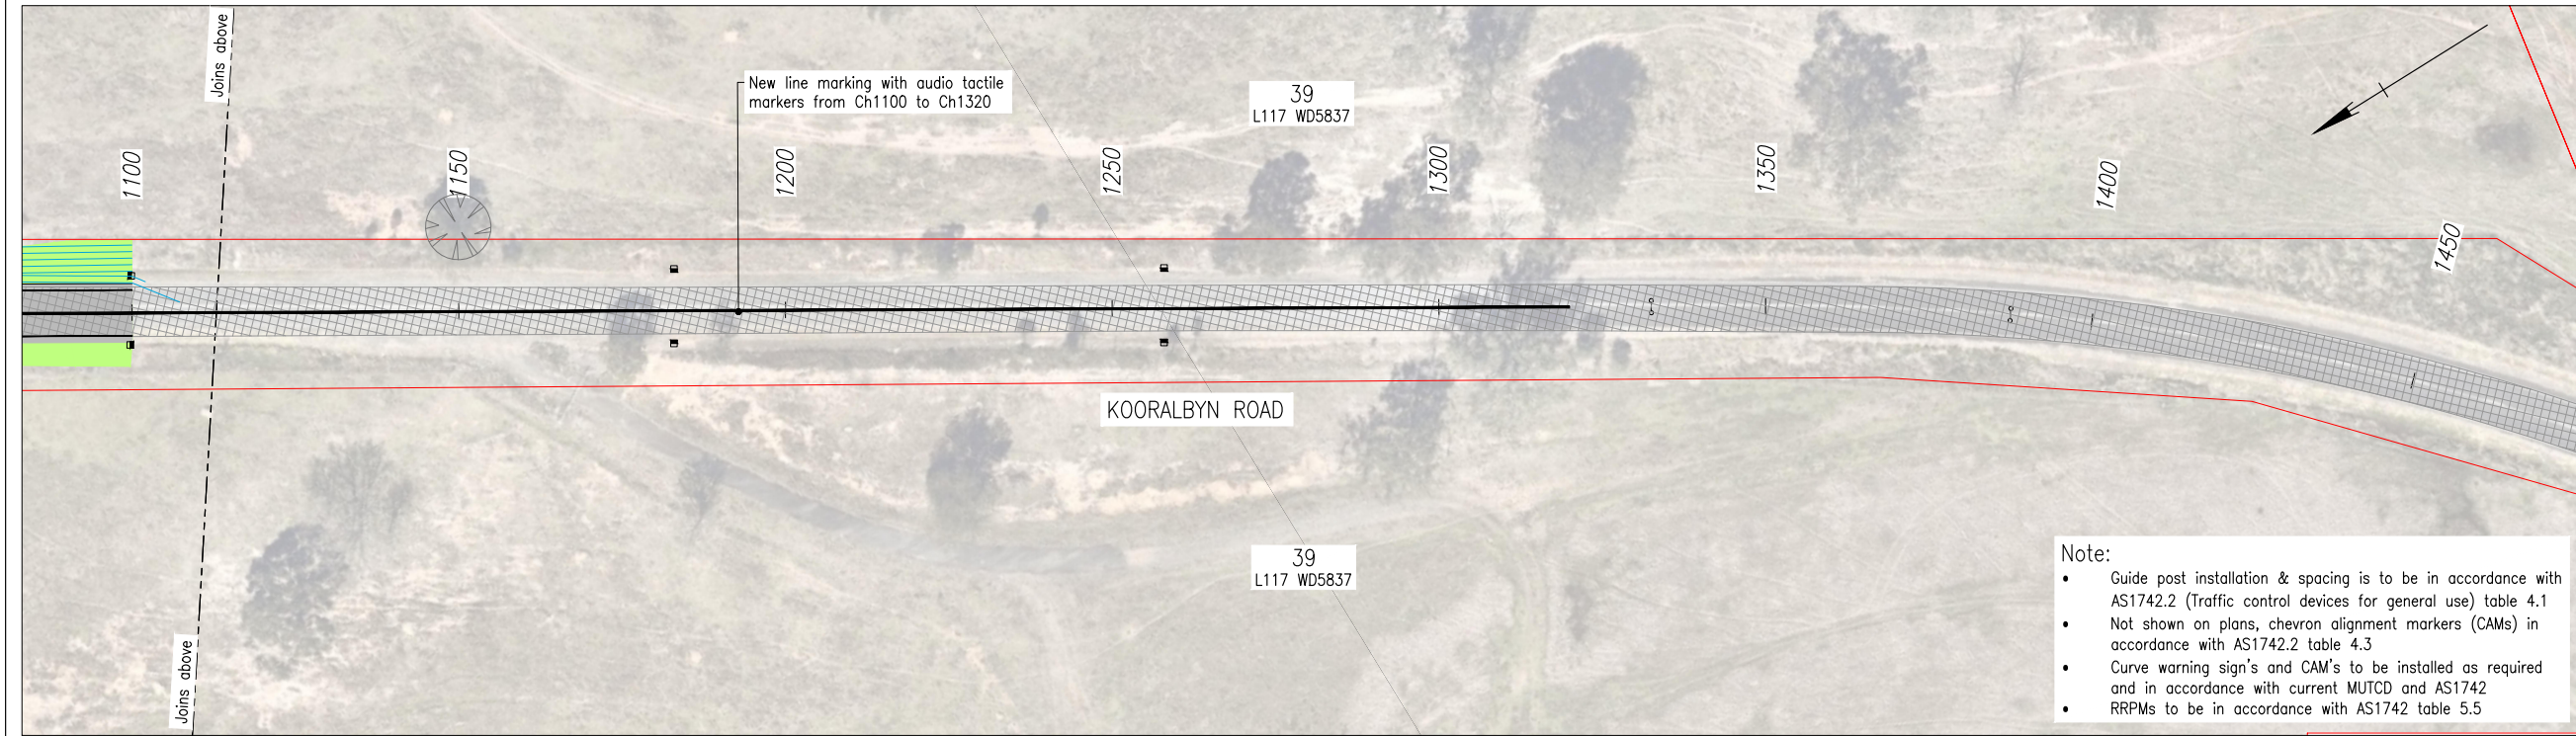 Joins above
New line marking with audio tactile
markers from Ch1100 to Ch1320
39
L117 WD5837
1100
1150
1200
1250
1300
1350
1400
1450
KOORALBYN ROAD
39
L117 WD5837
Joins above
Note:
• Guide post installation & spacing is to be in accordance with
AS1742.2 (Traffic control devices for general use) table 4.1
• Not shown on plans, chevron alignment markers (CAMs) in
accordance with AS1742.2 table 4.3
• Curve warning sign's and CAM's to be installed as required
and in accordance with current MUTCD and AS1742
• RRPMs to be in accordance with AS1742 table 5.5